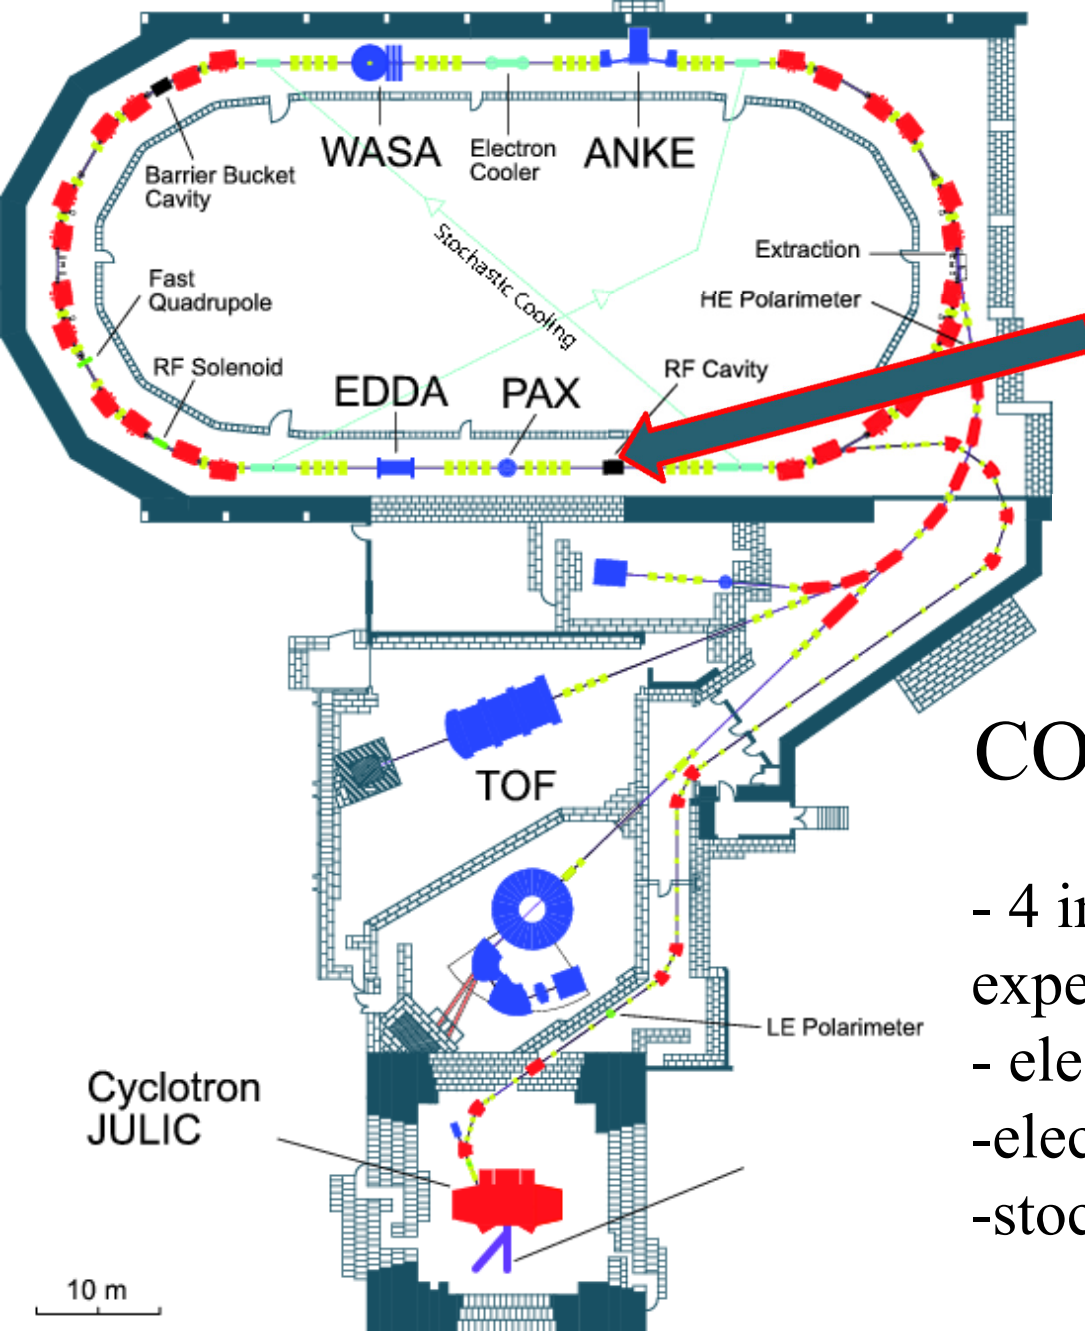 WASA
Electron
Cooler
ANKE
Barrier Bucket
Cavity
Stochastic Cooling
Extraction
Fast
Quadrupole
HE Polarimeter
RF Solenoid
EDDA
PAX
RF Cavity
TOF
CO
- 4 in
expe
- ele
-elec
-stoc
LE Polarimeter
Cyclotron
JULIC
10 m